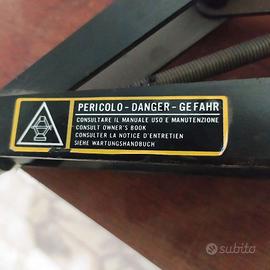 PERICOLO - DANGER - GEFAHR
CONSULTARE IL MANUALE USO E MANUTENZIONE
CONSULT OWNER'S BOOK
CONSULTER LA NOTICE D'ENTRETIEN
SIEHE WARTUNGSHANDBUCH
subito